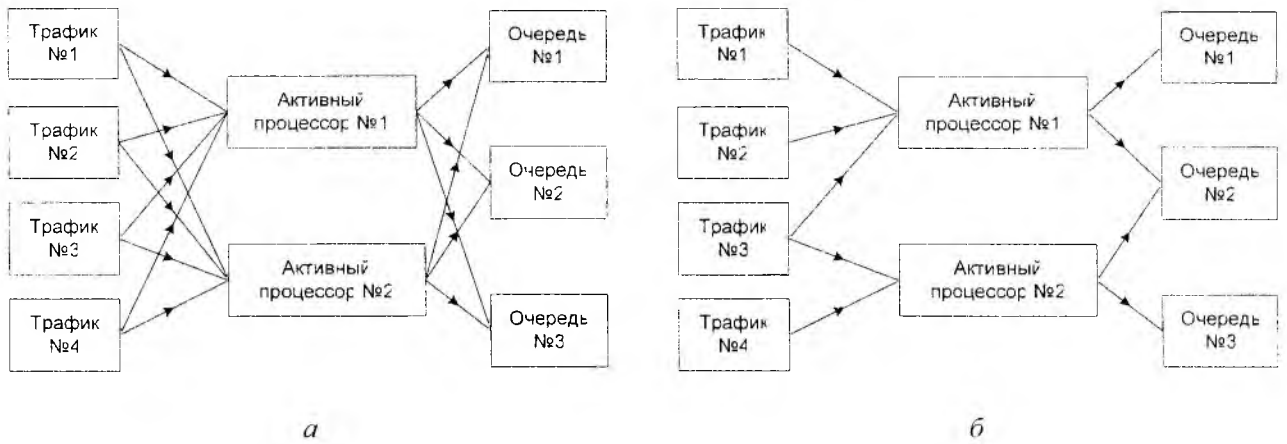 Трафик
№1
Трафик
№2
Трафик
№3
Трафик
№4
Активный
процессор №1
Активный
процессор №2
Очередь
№1
Очередь
№2
Очередь
№3
а
Трафик
№1
Трафик
№2
Трафик
№3
Трафик
№4
Активный
процессор №1
Активный
процессор №2
Очередь
№1
Очередь
№2
Очередь
№3
б